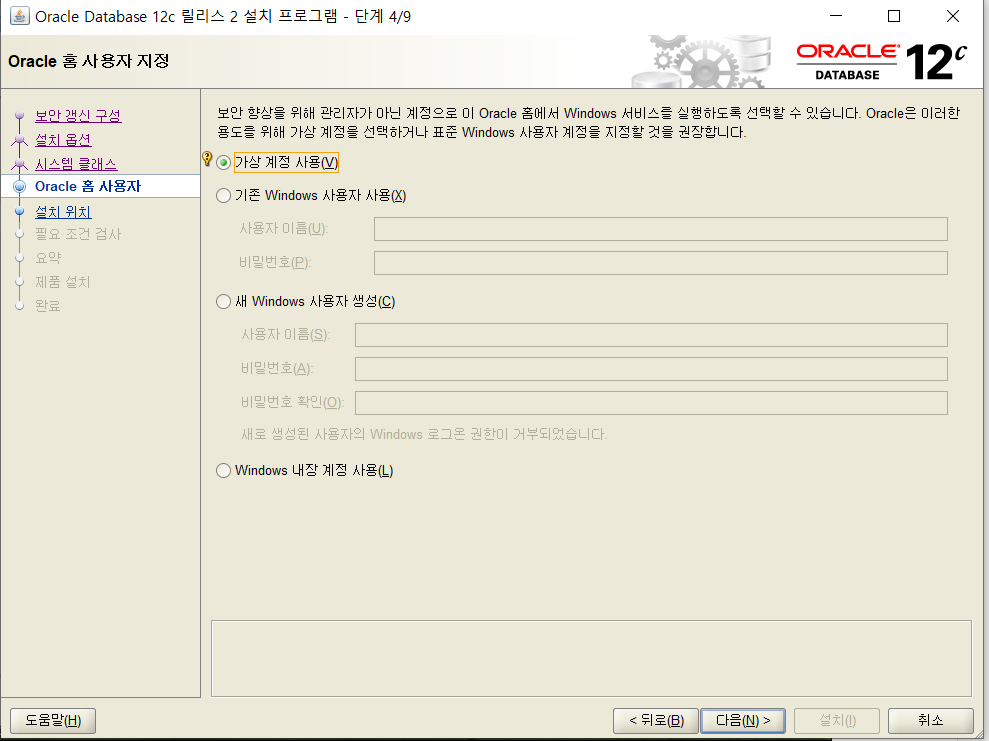 Oracle Database 12c 릴리스 2 설치 프로그램 - 단계 4/9
Oracle 홈 사용자 지정
ORACLE
DATABASE
12c
보안 갱신 구성
설치 옵션
시스템 클래스
Oracle 홈 사용자
설치 위치
필요 조건 검사
요약
제품 설치
완료
보안 향상을 위해 관리자가 아닌 계정으로 이 Oracle 홈에서 Windows 서비스를 실행하도록 선택할 수 있습니다. Oracle은 이러한
용도를 위해 가상 계정을 선택하거나 표준 Windows 사용자 계정을 지정할 것을 권장합니다.
가상 계정 사용(V)
기존 Windows 사용자 사용(X)
사용자 이름(U):
비밀번호(P):
새 Windows 사용자 생성(C)
사용자 이름(S):
비밀번호(A):
비밀번호 확인(O):
새로 생성된 사용자의 Windows 로그온 권한이 거부되었습니다.
Windows 내장 계정 사용(L)
도움말(H)
< 뒤로(B)
다음(N) >
설치(I)
취소